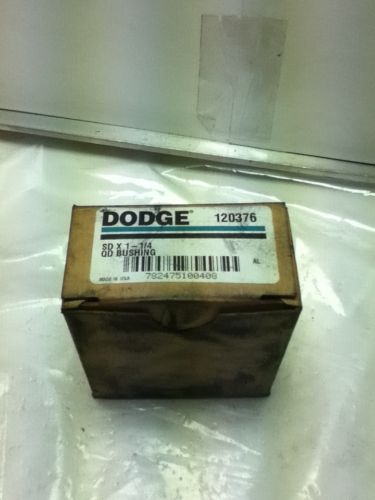 DODGE® 120376
SD X 1-1/4
QD BUSHING
AL
MADE IN USA
782475100408